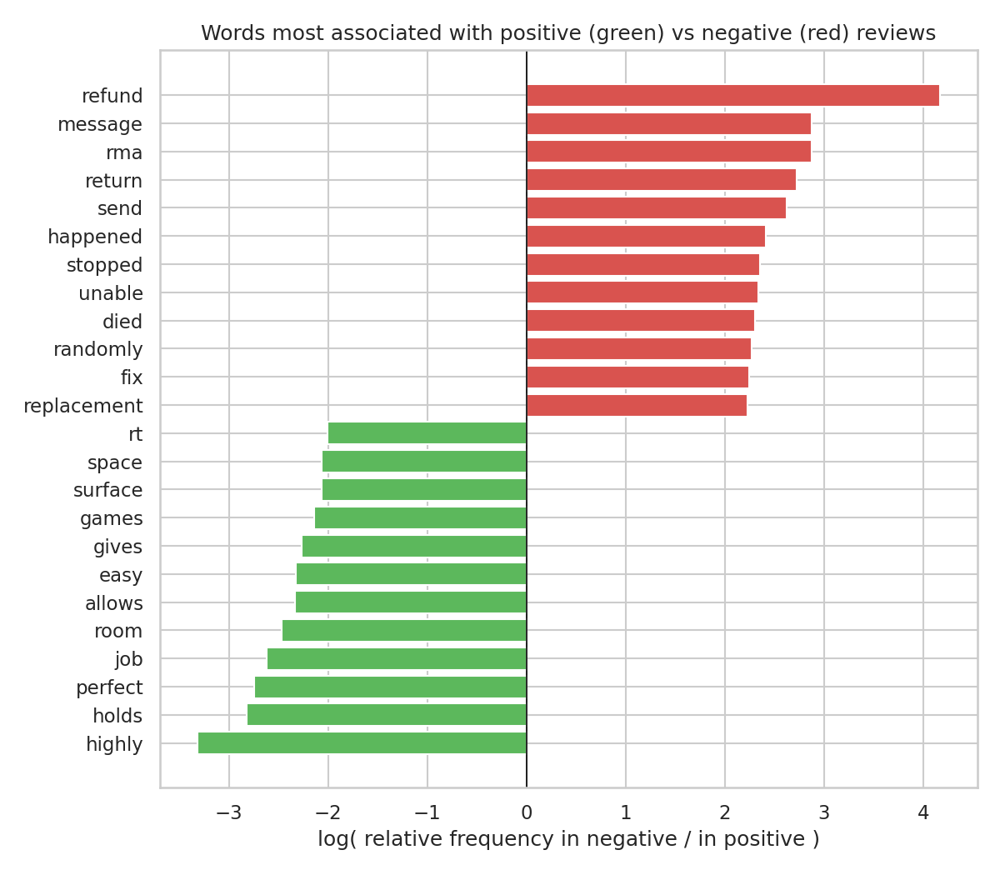 Words most associated with positive (green) vs negative (red) reviews
refund
message
rma
return
send
happened
stopped
unable
died
randomly
fix
replacement
rt
space
surface
games
gives
easy
allows
room
job
perfect
holds
highly
−3 −2 −1 0 1 2 3 4
log( relative frequency in negative / in positive )